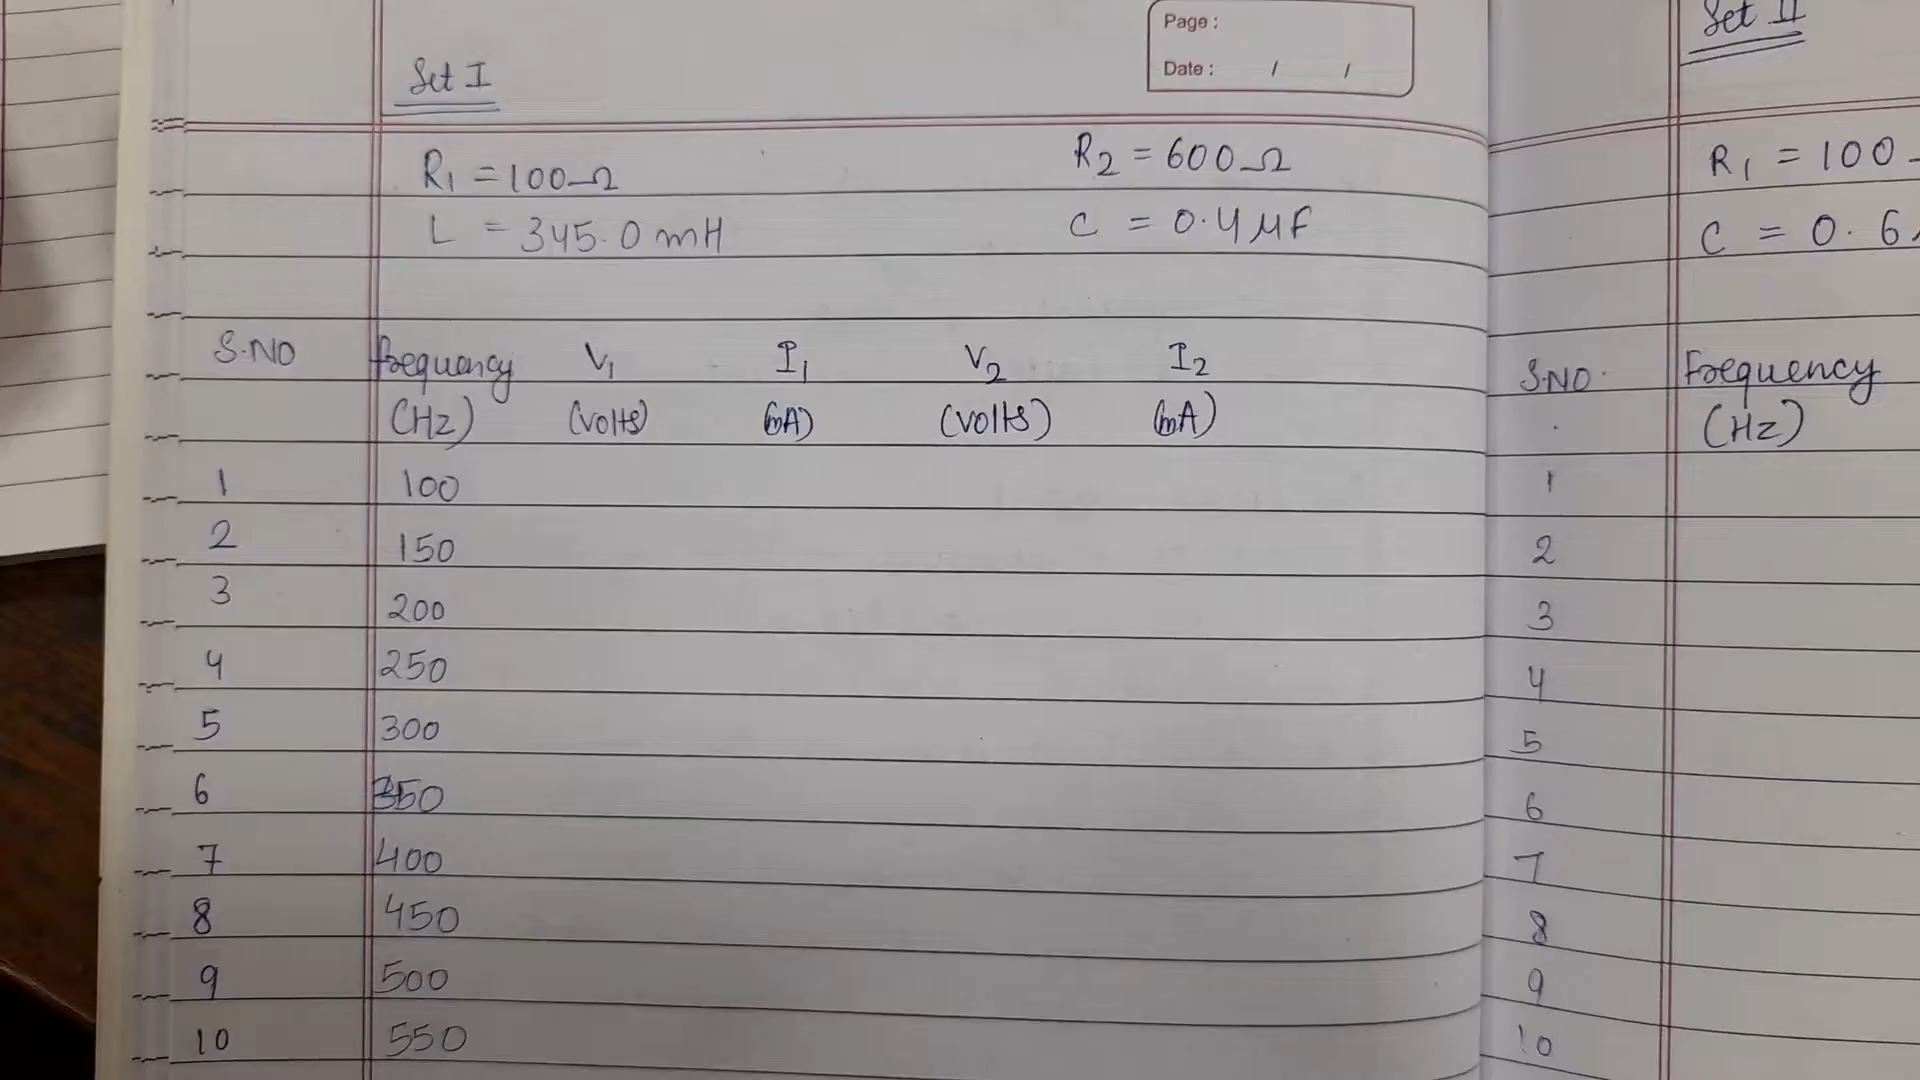 Set I
Page :
Date : / /
R1 = 100Ω R2 = 600Ω
L = 345.0 mH C = 0.4 μF
S.NO frequency V1 I1 V2 I2
(Hz) (volts) (mA) (volts) (mA)
1 100
2 150
3 200
4 250
5 300
6 350
7 400
8 450
9 500
10 550
Set II
R1 = 100
C = 0.6
S.NO. Frequency
(Hz)
1
2
3
4
5
6
7
8
9
10